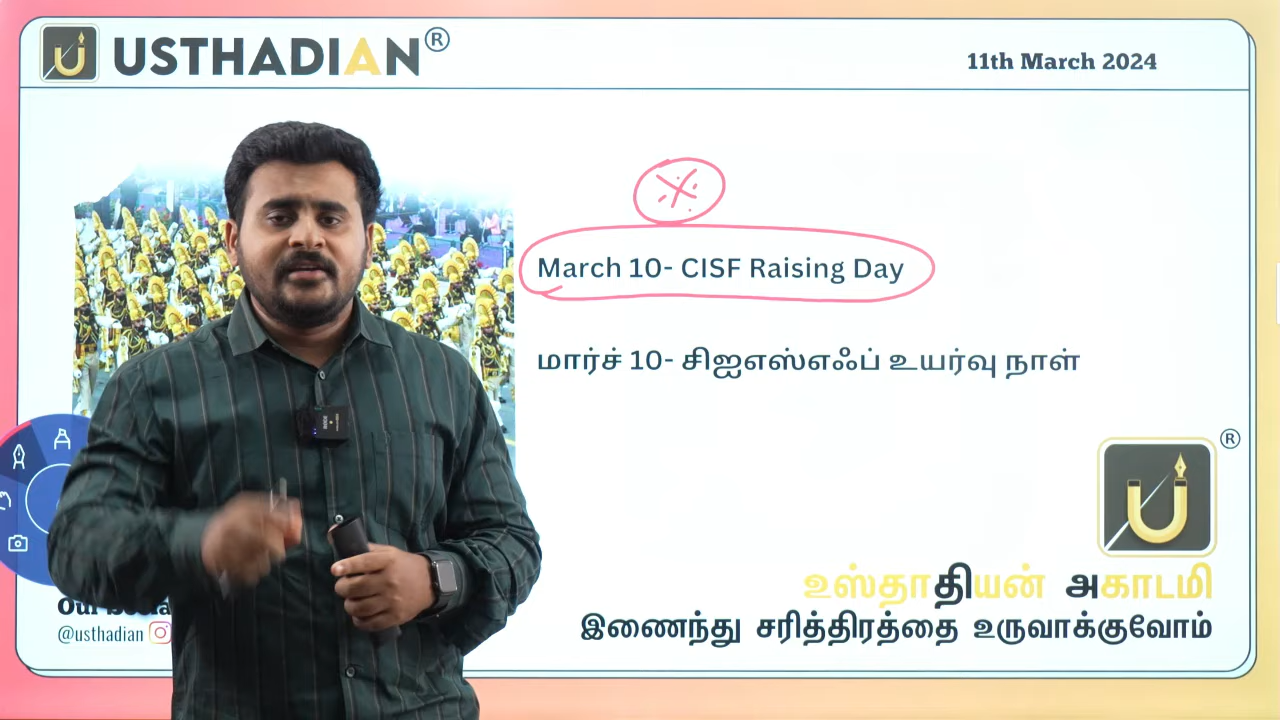 USTHADIAN®
11th March 2024
March 10- CISF Raising Day
மார்ச் 10- சிஐஎஸ்எஃப் உயர்வு நாள்
®
உஸ்தாதியன் அகாடமி
இணைந்து சரித்திரத்தை உருவாக்குவோம்
Our
@usthadian